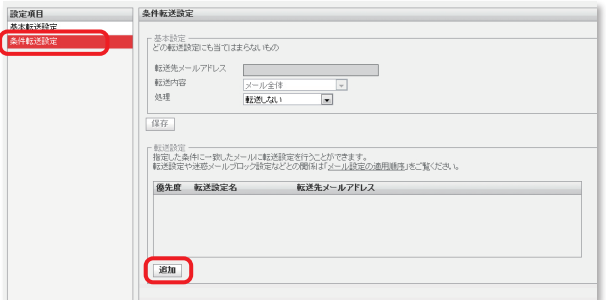 設定項目
基本転送設定
条件転送設定
条件転送設定
基本設定
どの転送設定にも当てはまらないもの
転送先メールアドレス
転送内容 メール全体
処理 転送しない
保存
転送設定
指定した条件に一致したメールに転送設定を行うことができます。
転送設定や迷惑メールブロック設定などとの関係は「メール設定の適用順序」をご覧ください。
優先度 転送設定名 転送先メールアドレス
追加